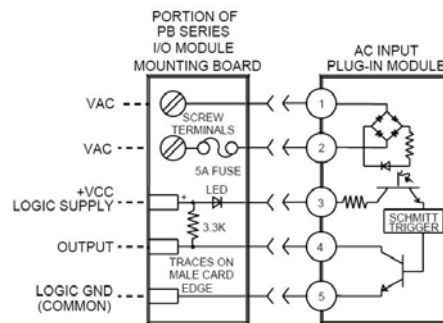 PORTION OF
PB SERIES
I/O MODULE
MOUNTING BOARD
AC INPUT
PLUG-IN MODULE
VAC
SCREW
TERMINALS
1
VAC
5A FUSE
2
+VCC
LOGIC SUPPLY
+
LED
3
3.3K
SCHMITT
TRIGGER
OUTPUT
4
TRACES ON
MALE CARD
EDGE
LOGIC GND
(COMMON)
5